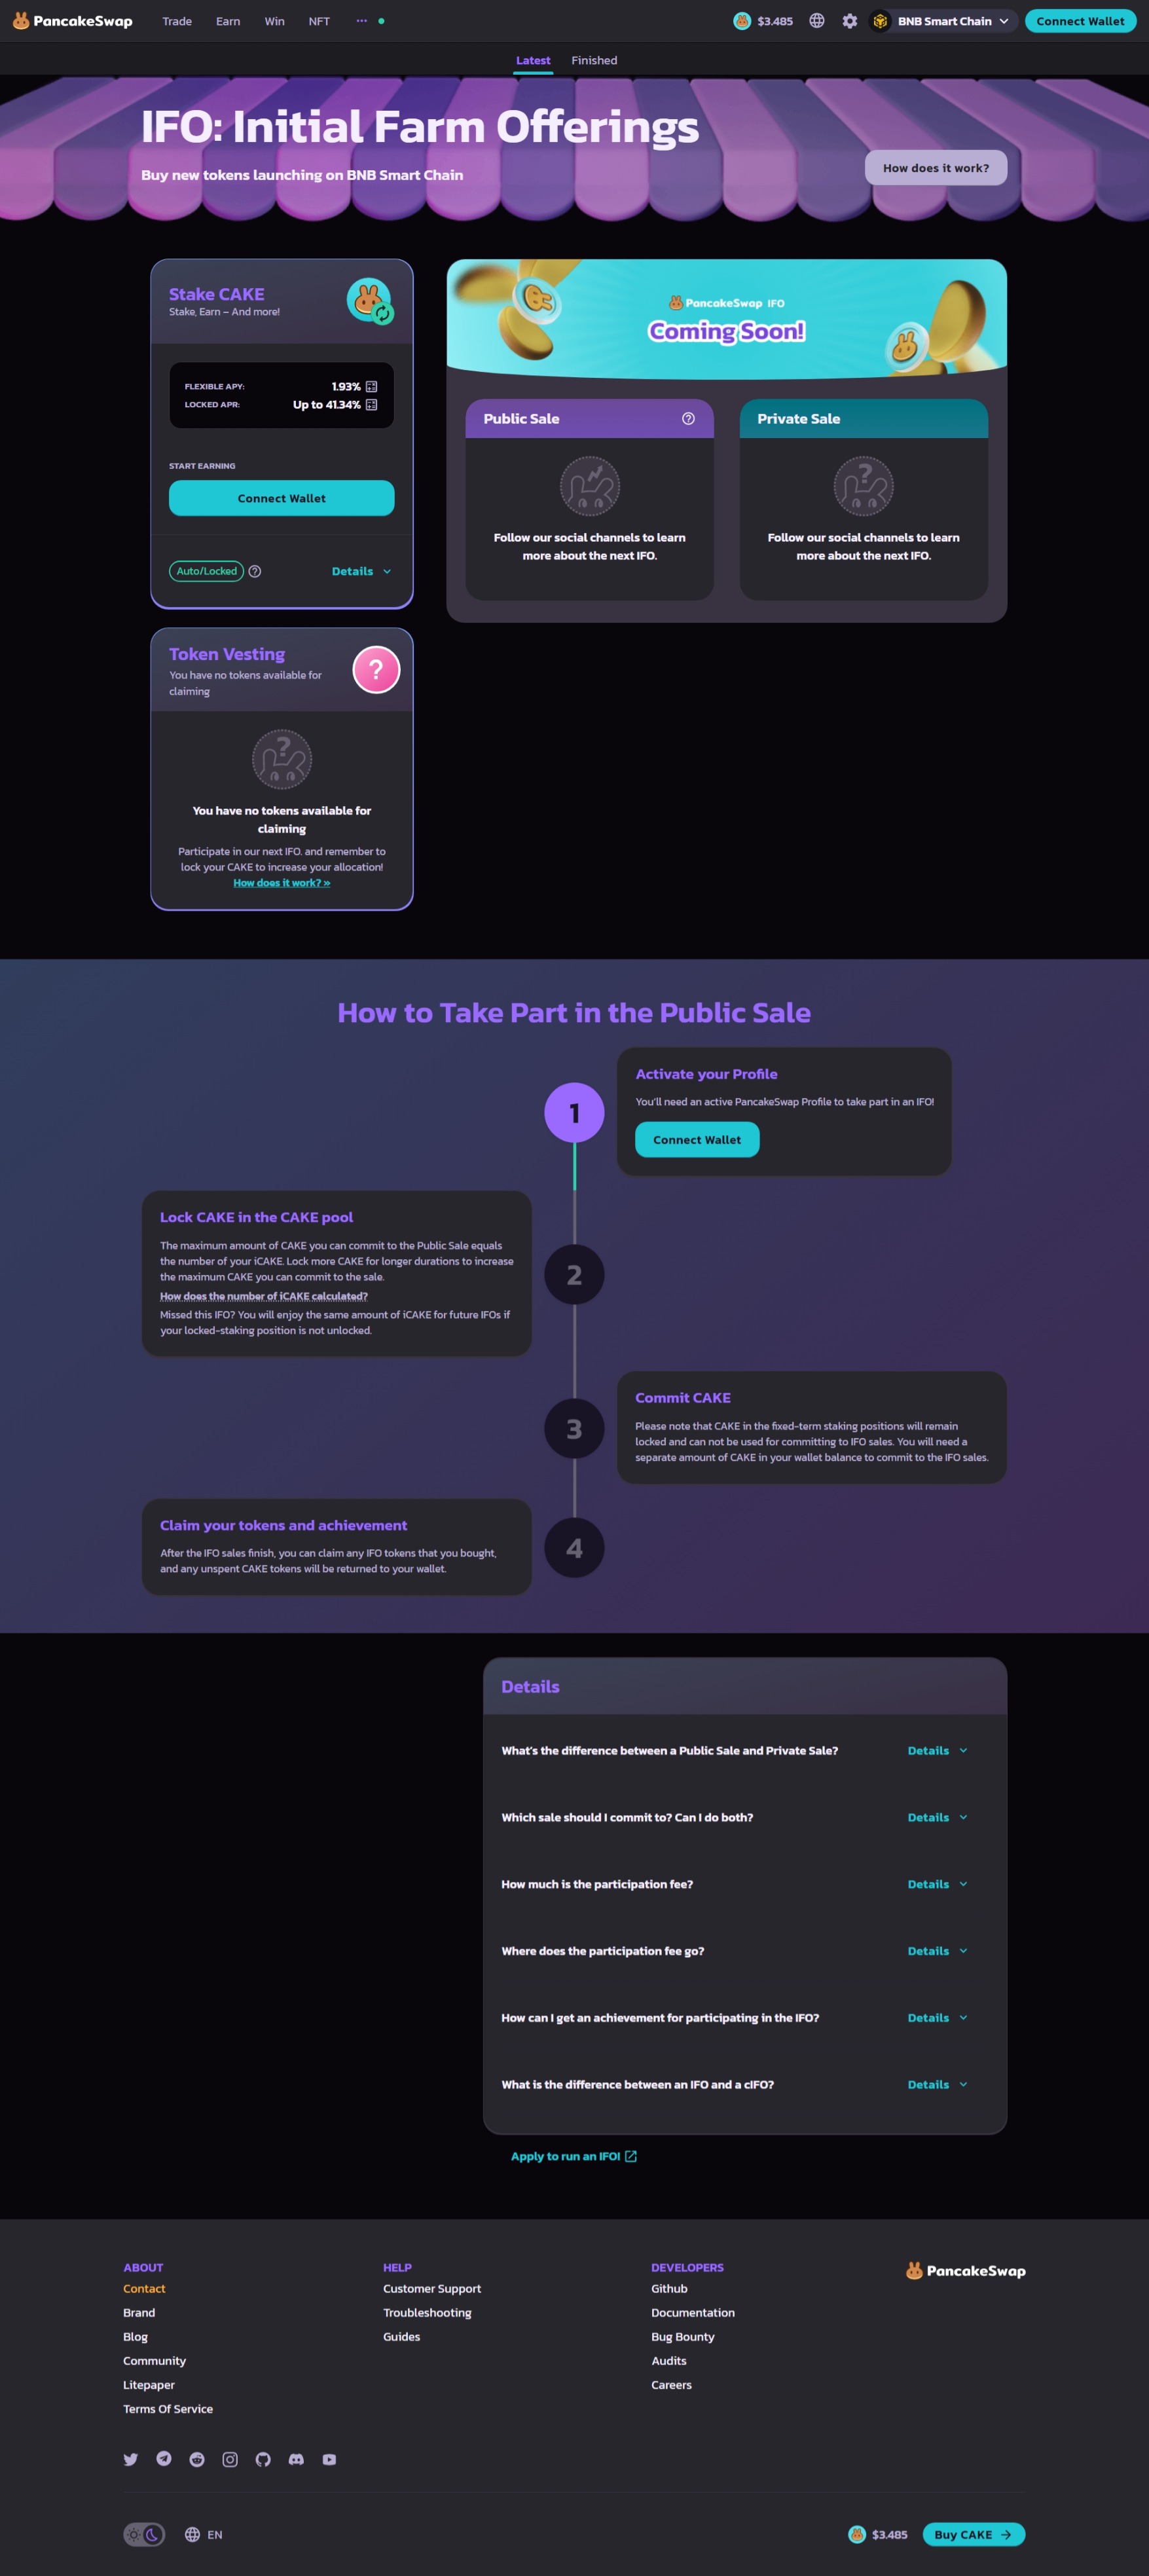 PancakeSwap Trade Earn Win NFT ... $3.485 BNB Smart Chain Connect Wallet
Latest Finished
IFO: Initial Farm Offerings
Buy new tokens launching on BNB Smart Chain
How does it work?
Stake CAKE
Stake, Earn – And more!
FLEXIBLE APY: 1.93%
LOCKED APR: Up to 41.34%
START EARNING
Connect Wallet
Auto/Locked ? Details
PancakeSwap IFO
Coming Soon!
Public Sale ?
?
Follow our social channels to learn
more about the next IFO.
Private Sale
?
Follow our social channels to learn
more about the next IFO.
Token Vesting
You have no tokens available for
claiming
?
?
You have no tokens available for
claiming
Participate in our next IFO. and remember to
lock your CAKE to increase your allocation!
How does it work? »
How to Take Part in the Public Sale
1
Activate your Profile
You'll need an active PancakeSwap Profile to take part in an IFO!
Connect Wallet
Lock CAKE in the CAKE pool
The maximum amount of CAKE you can commit to the Public Sale equals
the number of your iCAKE. Lock more CAKE for longer durations to increase
the maximum CAKE you can commit to the sale.
How does the number of iCAKE calculated?
Missed this IFO? You will enjoy the same amount of iCAKE for future IFOs if
your locked-staking position is not unlocked.
2
3
Commit CAKE
Please note that CAKE in the fixed-term staking positions will remain
locked and can not be used for committing to IFO sales. You will need a
separate amount of CAKE in your wallet balance to commit to the IFO sales.
Claim your tokens and achievement
After the IFO sales finish, you can claim any IFO tokens that you bought,
and any unspent CAKE tokens will be returned to your wallet.
4
Details
What's the difference between a Public Sale and Private Sale? Details
Which sale should I commit to? Can I do both? Details
How much is the participation fee? Details
Where does the participation fee go? Details
How can I get an achievement for participating in the IFO? Details
What is the difference between an IFO and a cIFO? Details
Apply to run an IFO!
ABOUT
Contact
Brand
Blog
Community
Litepaper
Terms Of Service
HELP
Customer Support
Troubleshooting
Guides
DEVELOPERS
Github
Documentation
Bug Bounty
Audits
Careers
PancakeSwap
EN
$3.485
Buy CAKE